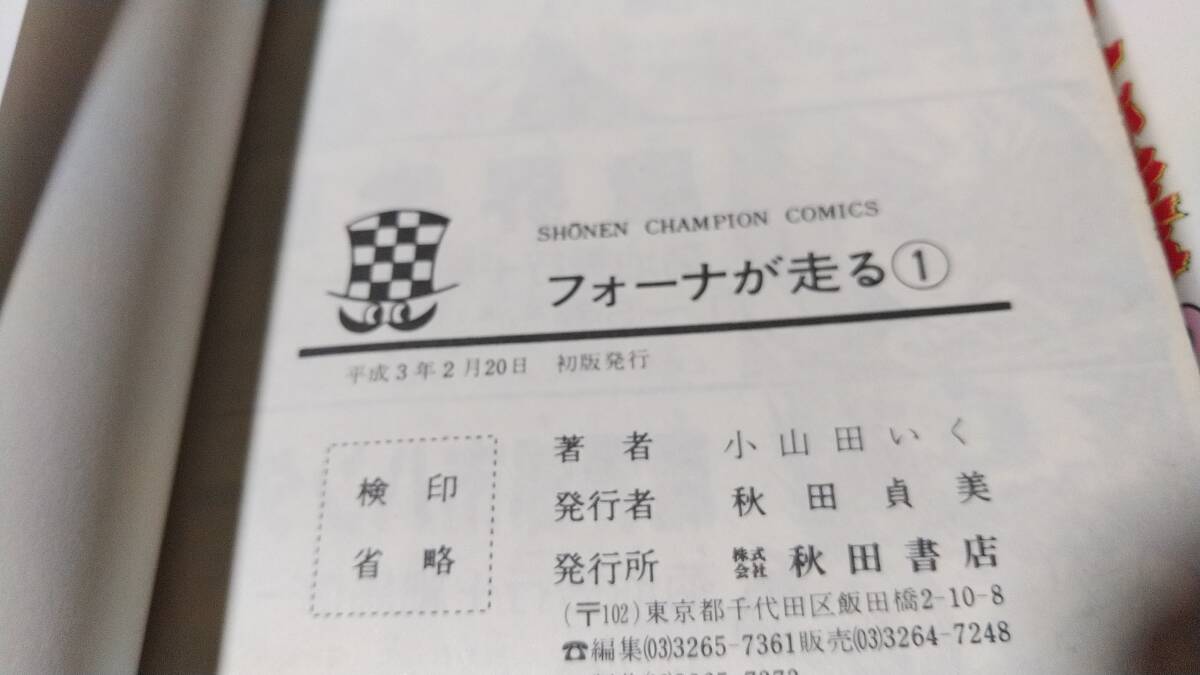 SHŌNEN CHAMPION COMICS
フォーナが走る①
平成3年2月20日 初版発行
検印
省略
著者 小山田いく
発行者 秋田貞美
発行所 株式会社 秋田書店
(〒102)東京都千代田区飯田橋2-10-8
☎編集(03)3265-7361販売(03)3264-7248